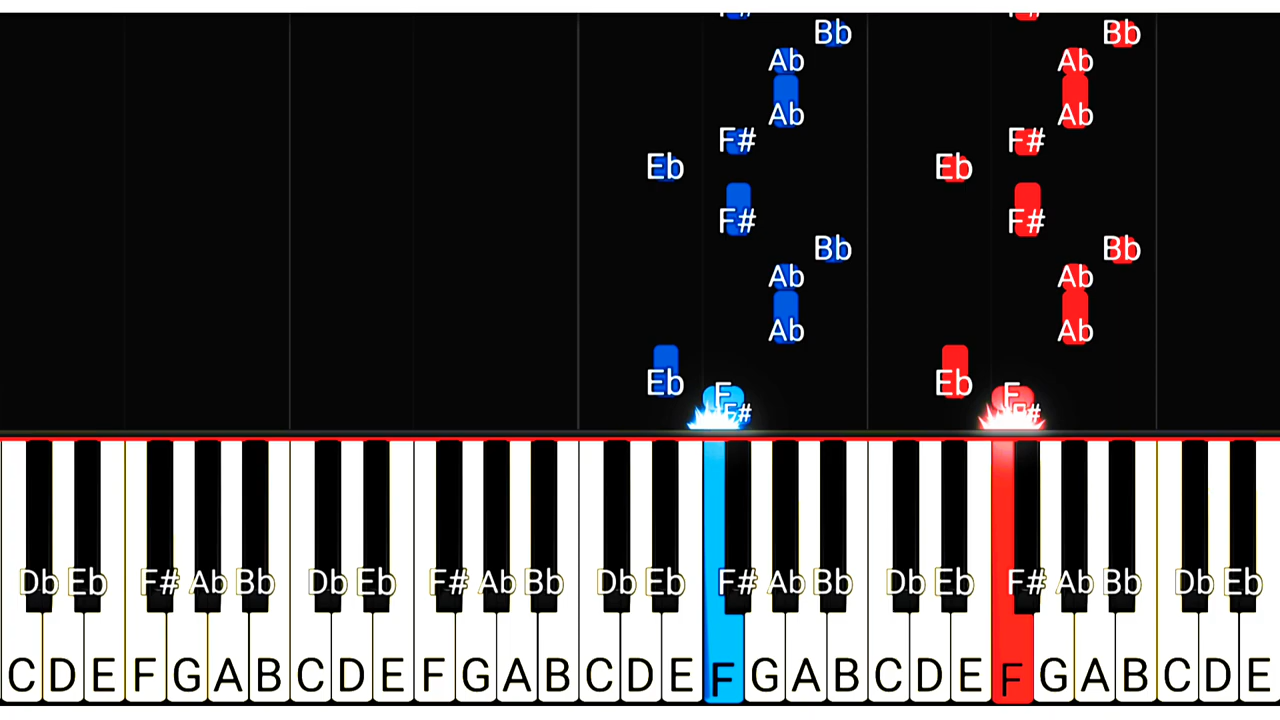 F# F#
Bb Bb
Ab Ab
Ab Ab
F# F#
Eb Eb
F# F#
Bb Bb
Ab Ab
Ab Ab
Eb Eb
F F
F# F#
Db Eb F# Ab Bb Db Eb F# Ab Bb Db Eb F# Ab Bb Db Eb F# Ab Bb Db Eb
C D E F G A B C D E F G A B C D E F G A B C D E F G A B C D E